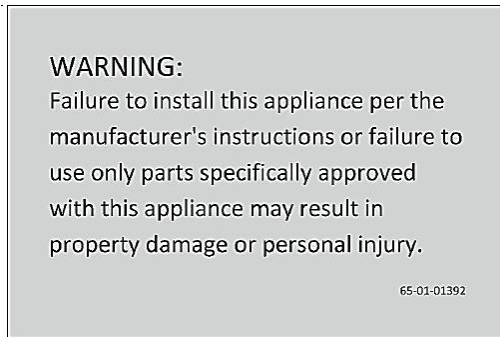 WARNING:
Failure to install this appliance per the
manufacturer's instructions or failure to
use only parts specifically approved
with this appliance may result in
property damage or personal injury.
65-01-01392